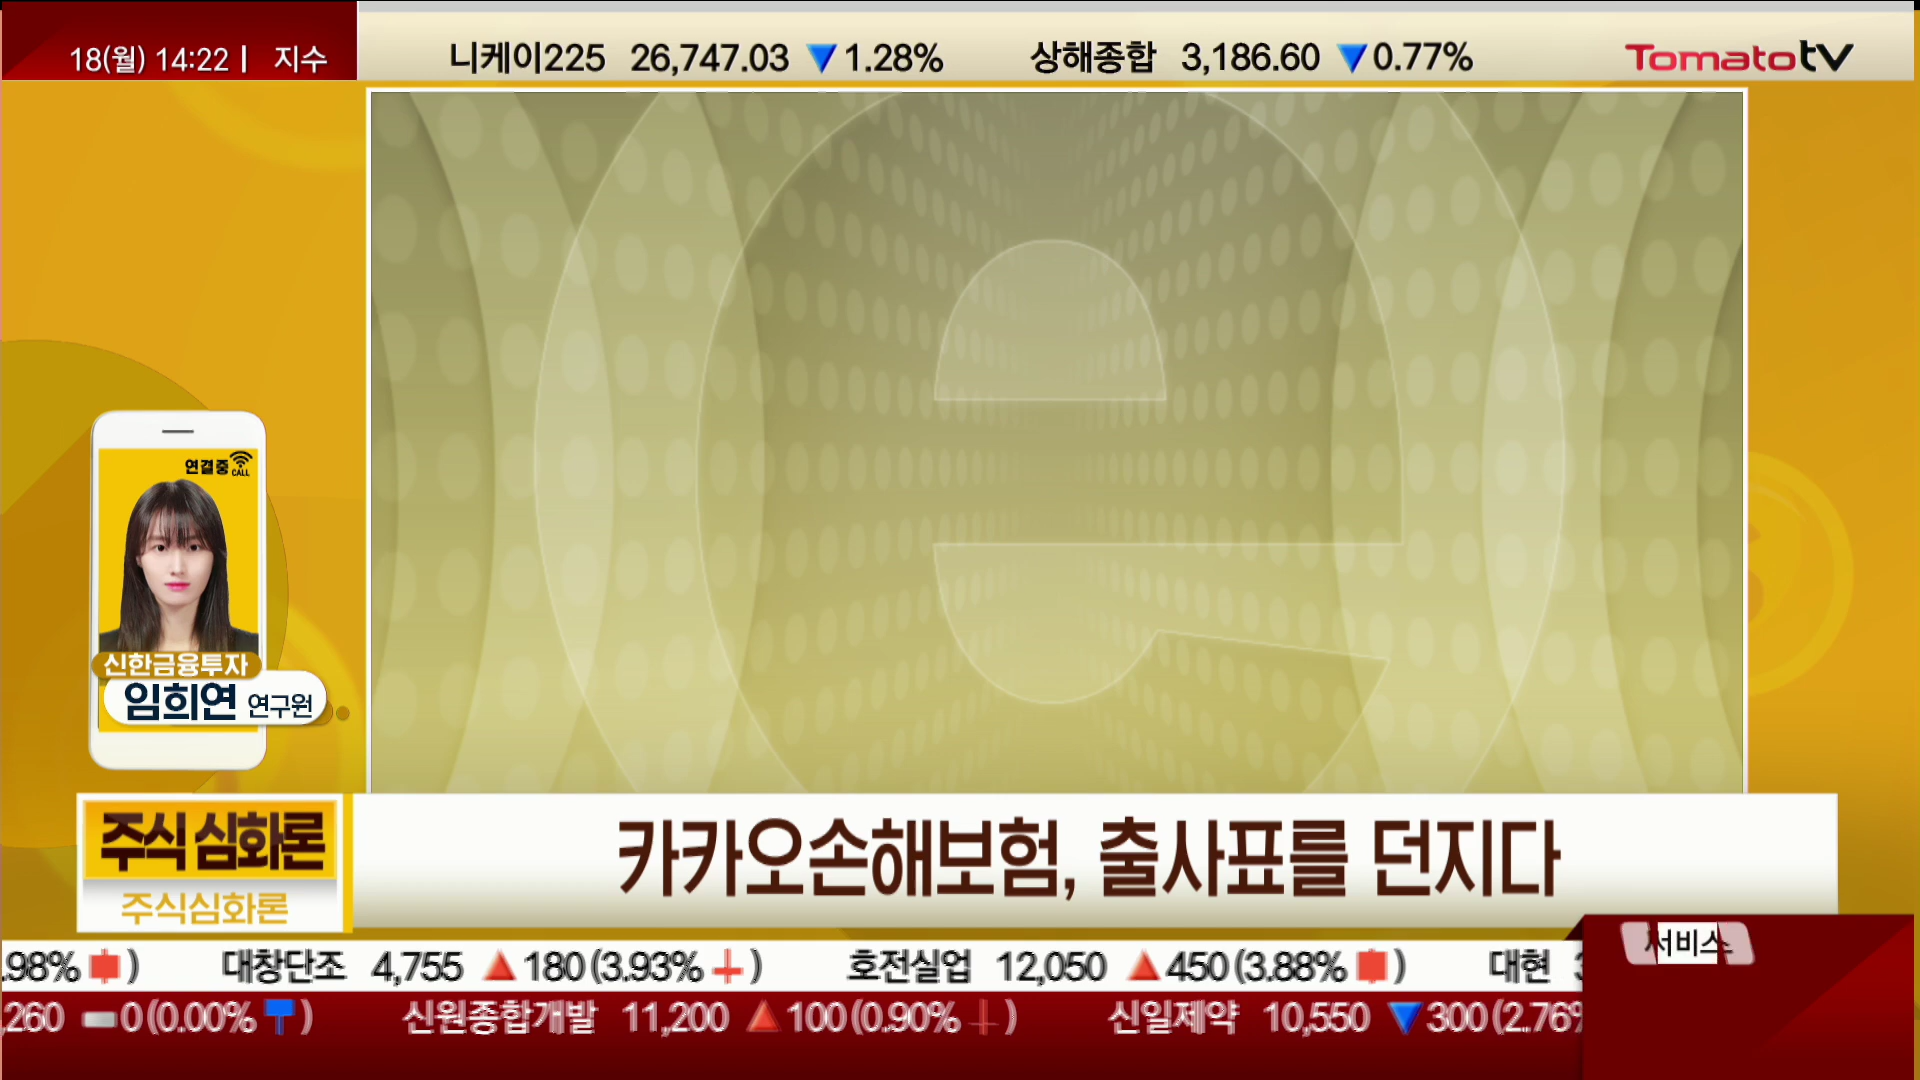 18(월) 14:22 | 지수
니케이225 26,747.03 ▼1.28% 상해종합 3,186.60 ▼0.77%
Tomatotv
연결중 CALL
신한금융투자
임희연 연구원
주식심화론
주식심화론
카카오손해보험, 출사표를 던지다
서비스
.98% ) 대창단조 4,755 ▲180(3.93% ) 호전실업 12,050 ▲450(3.88% ) 대현
,260 0(0.00% ) 신원종합개발 11,200 ▲100(0.90% ) 신일제약 10,550 ▼300(2.76%